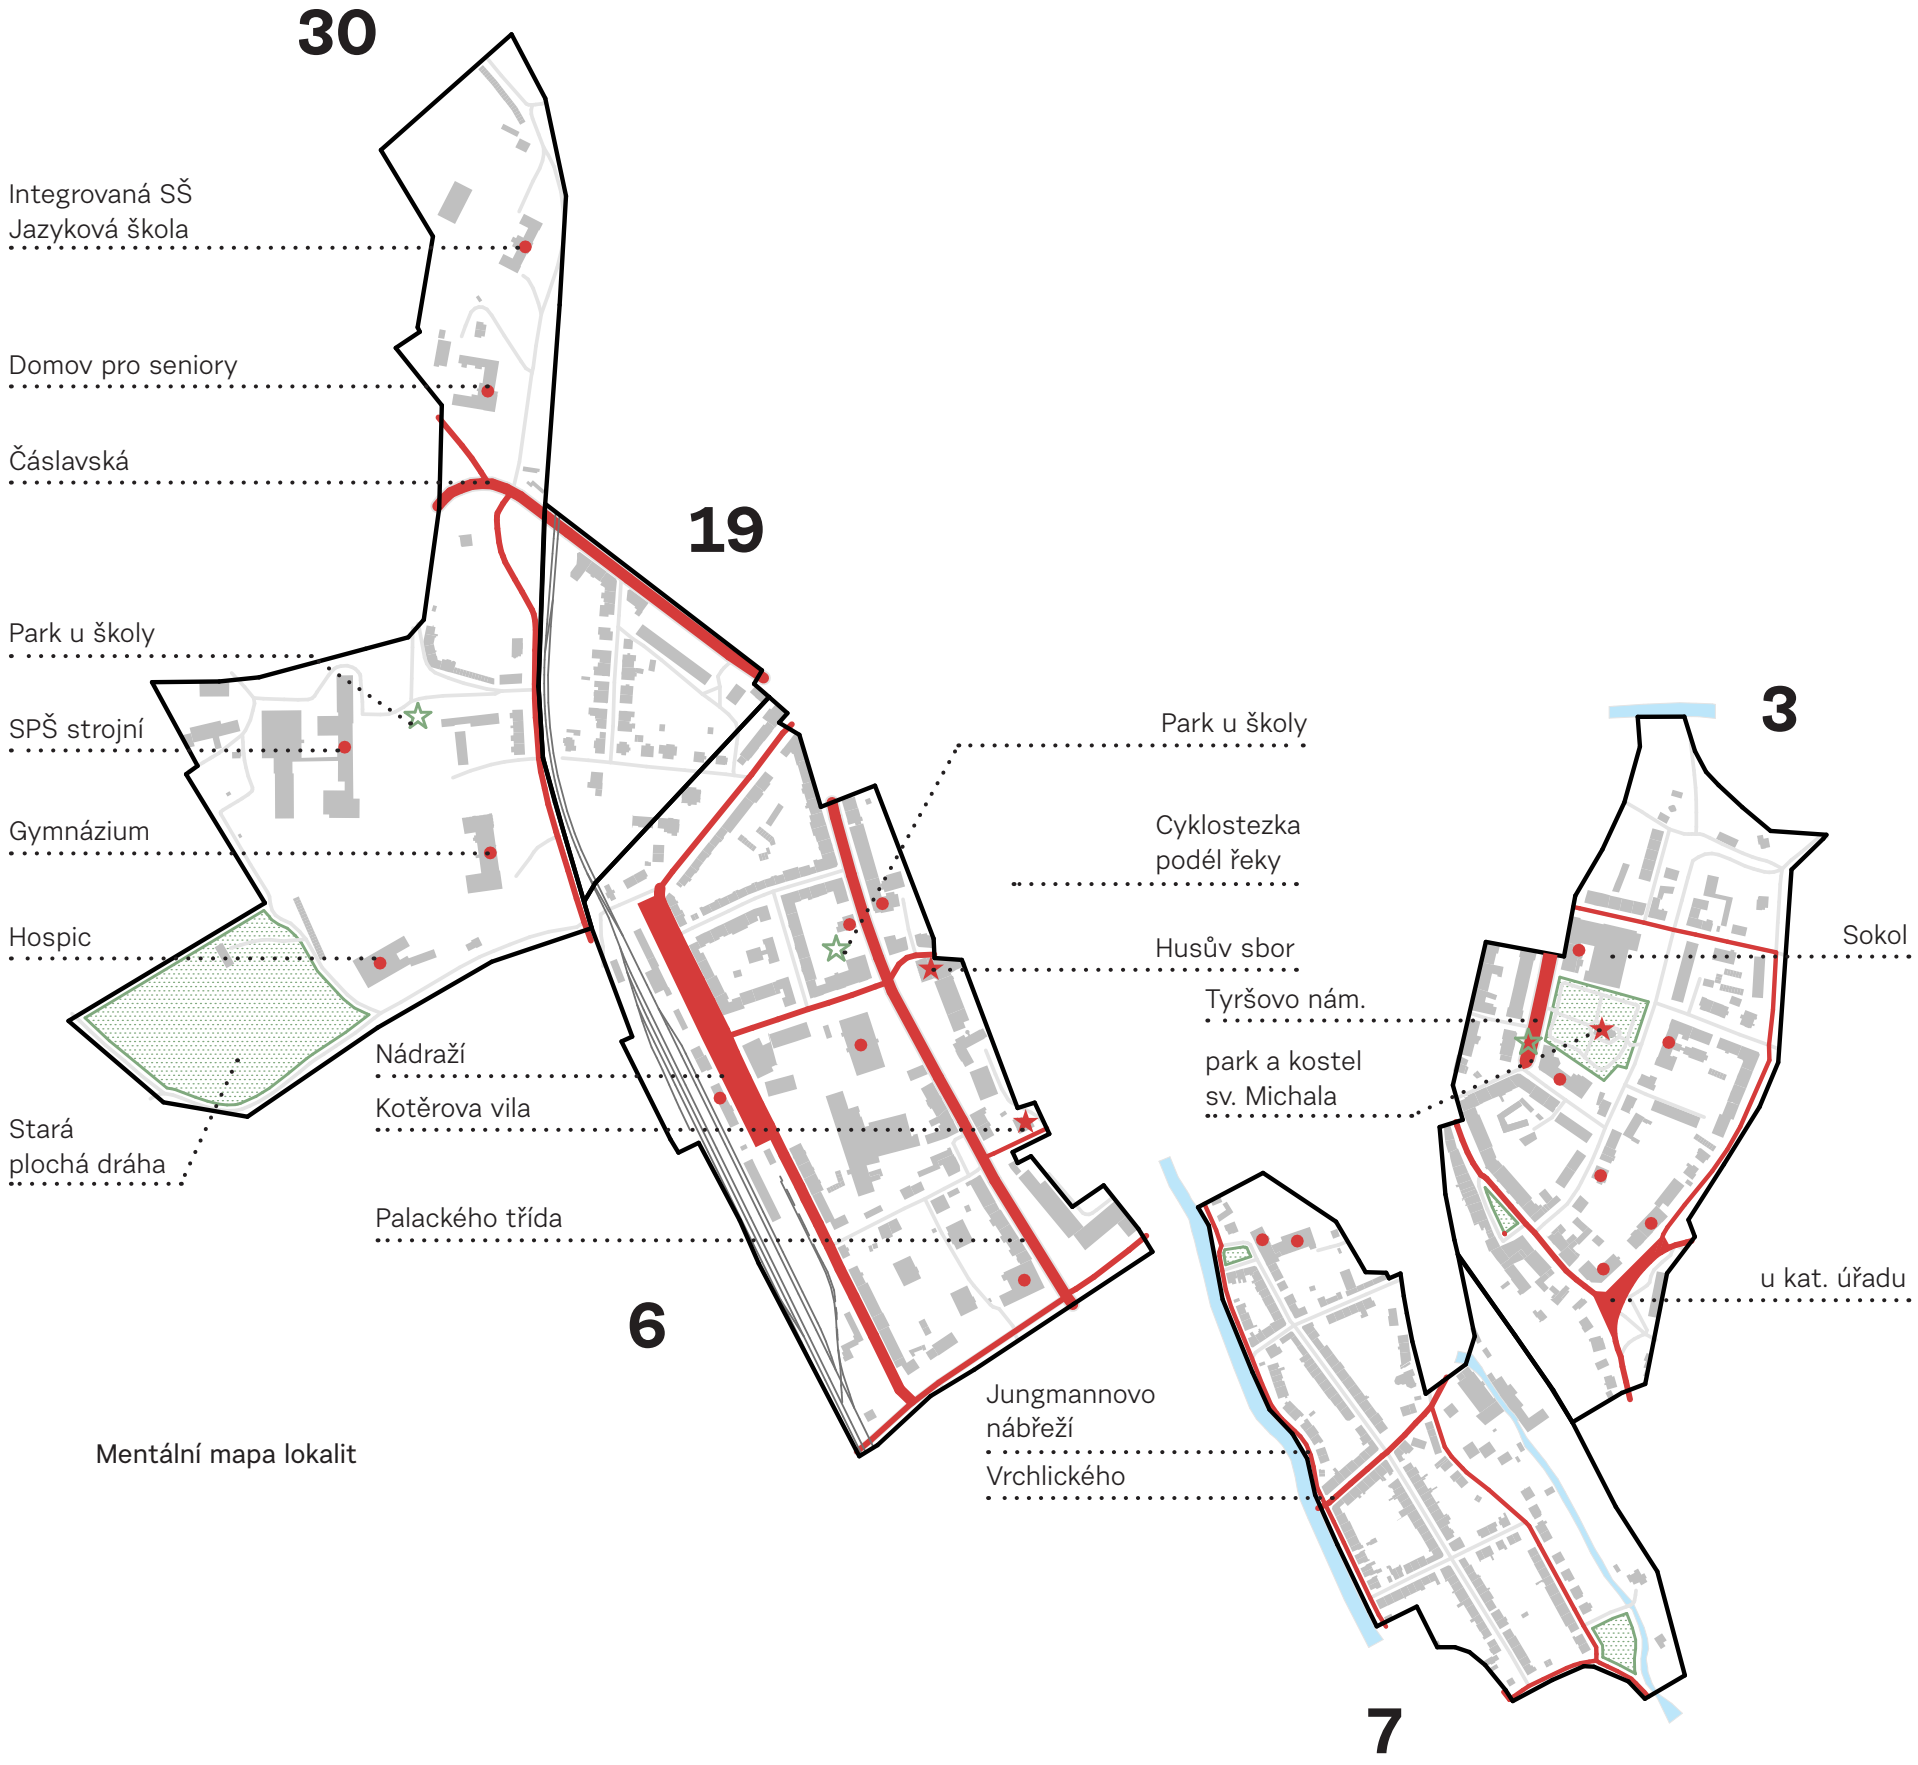 30
Integrovaná SŠ
Jazyková škola
Domov pro seniory
Čáslavská
19
Park u školy
SPŠ strojní
Gymnázium
Hospic
Stará
plochá dráha
Nádraží
Kotěrova vila
Palackého třída
6
Mentální mapa lokalit
Park u školy
Cyklostezka
podél řeky
Husův sbor
3
Sokol
Tyršovo nám.
park a kostel
sv. Michala
u kat. úřadu
Jungmannovo
nábřeží
Vrchlického
7